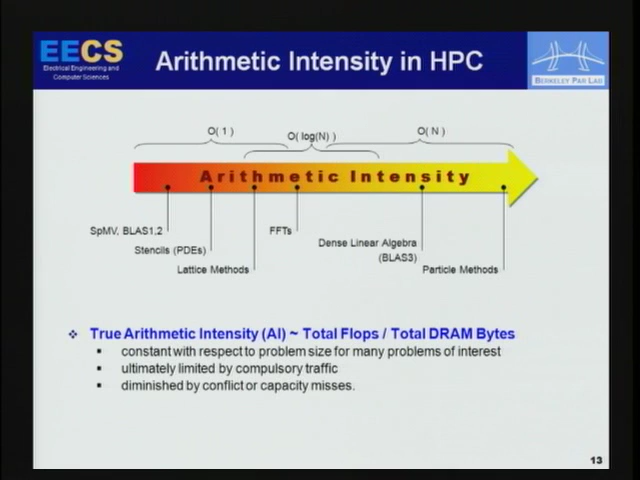 EECS
Electrical Engineering and
Computer Sciences
Arithmetic Intensity in HPC
BERKELEY PAR LAB
O( 1 )
O( log(N) )
O( N )
Arithmetic Intensity
SpMV, BLAS1,2
Stencils (PDEs)
Lattice Methods
FFTs
Dense Linear Algebra
(BLAS3)
Particle Methods
❖ True Arithmetic Intensity (AI) ~ Total Flops / Total DRAM Bytes
▪ constant with respect to problem size for many problems of interest
▪ ultimately limited by compulsory traffic
▪ diminished by conflict or capacity misses.
13